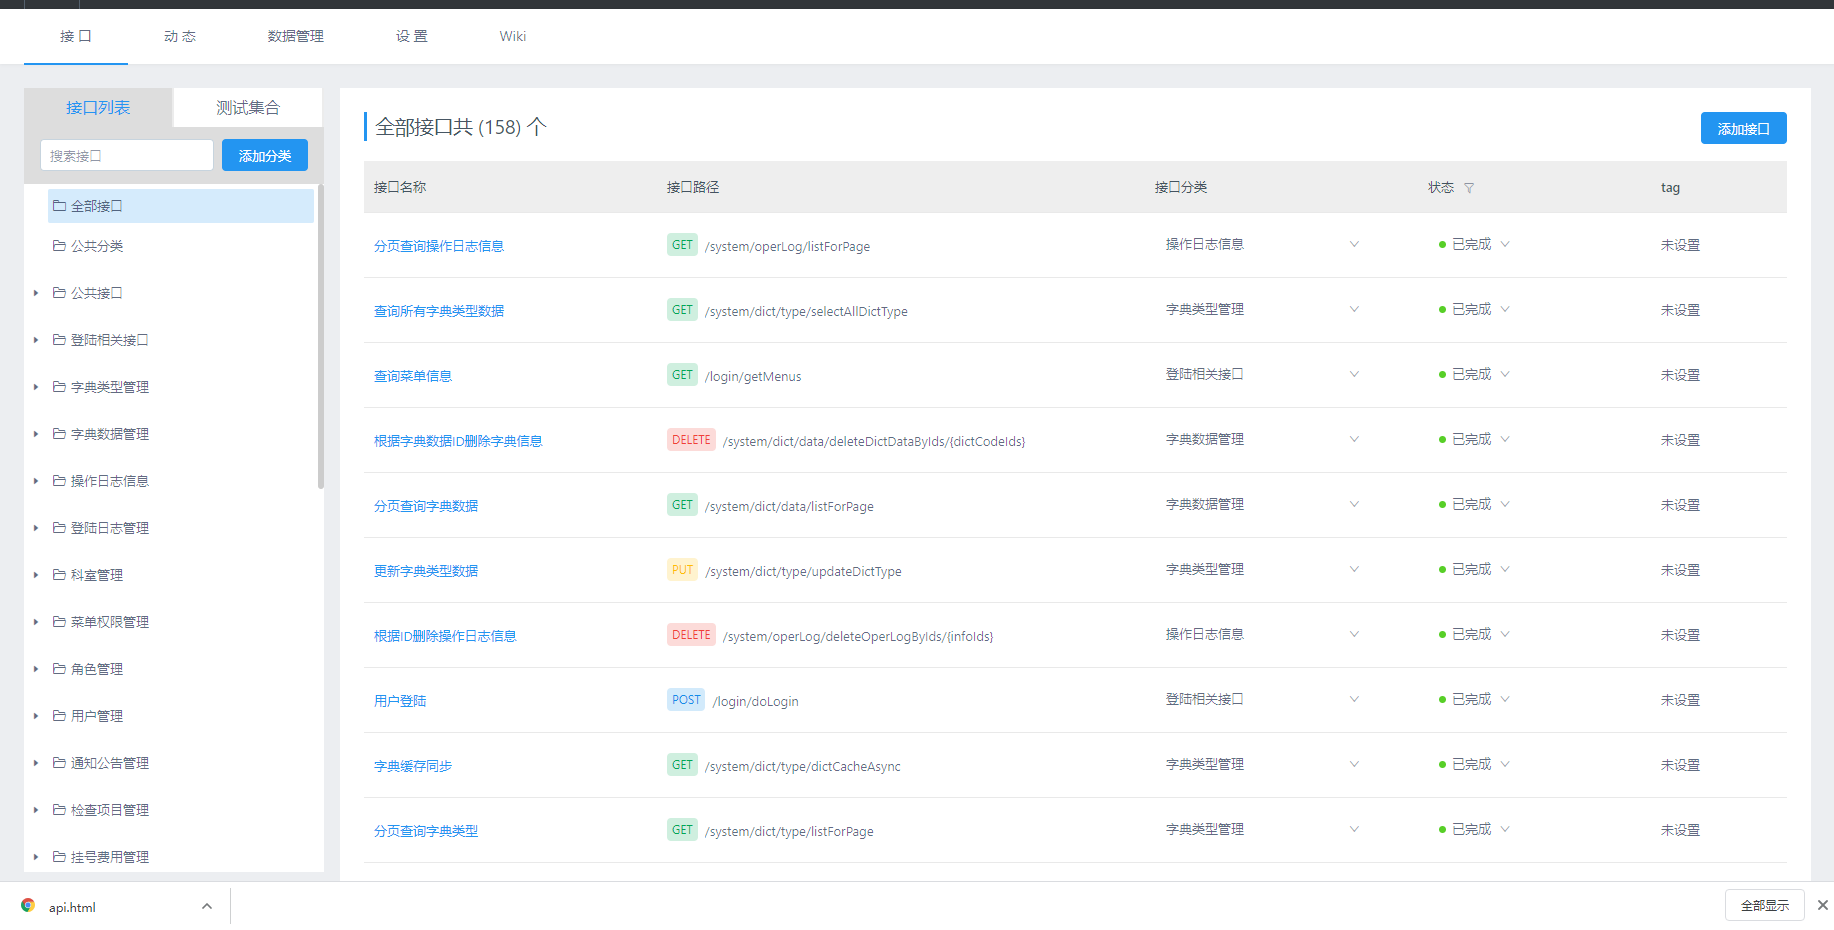 接 口 动 态 数据管理 设 置 Wiki
接口列表 测试集合
搜索接口 添加分类
全部接口
公共分类
公共接口
登陆相关接口
字典类型管理
字典数据管理
操作日志信息
登陆日志管理
科室管理
菜单权限管理
角色管理
用户管理
通知公告管理
检查项目管理
挂号费用管理
全部接口共 (158) 个 添加接口
接口名称 接口路径 接口分类 状态 tag
分页查询操作日志信息 GET /system/operLog/listForPage 操作日志信息 已完成 未设置
查询所有字典类型数据 GET /system/dict/type/selectAllDictType 字典类型管理 已完成 未设置
查询菜单信息 GET /login/getMenus 登陆相关接口 已完成 未设置
根据字典数据ID删除字典信息 DELETE /system/dict/data/deleteDictDataByIds/{dictCodeIds} 字典数据管理 已完成 未设置
分页查询字典数据 GET /system/dict/data/listForPage 字典数据管理 已完成 未设置
更新字典类型数据 PUT /system/dict/type/updateDictType 字典类型管理 已完成 未设置
根据ID删除操作日志信息 DELETE /system/operLog/deleteOperLogByIds/{infoIds} 操作日志信息 已完成 未设置
用户登陆 POST /login/doLogin 登陆相关接口 已完成 未设置
字典缓存同步 GET /system/dict/type/dictCacheAsync 字典类型管理 已完成 未设置
分页查询字典类型 GET /system/dict/type/listForPage 字典类型管理 已完成 未设置
api.html 全部显示